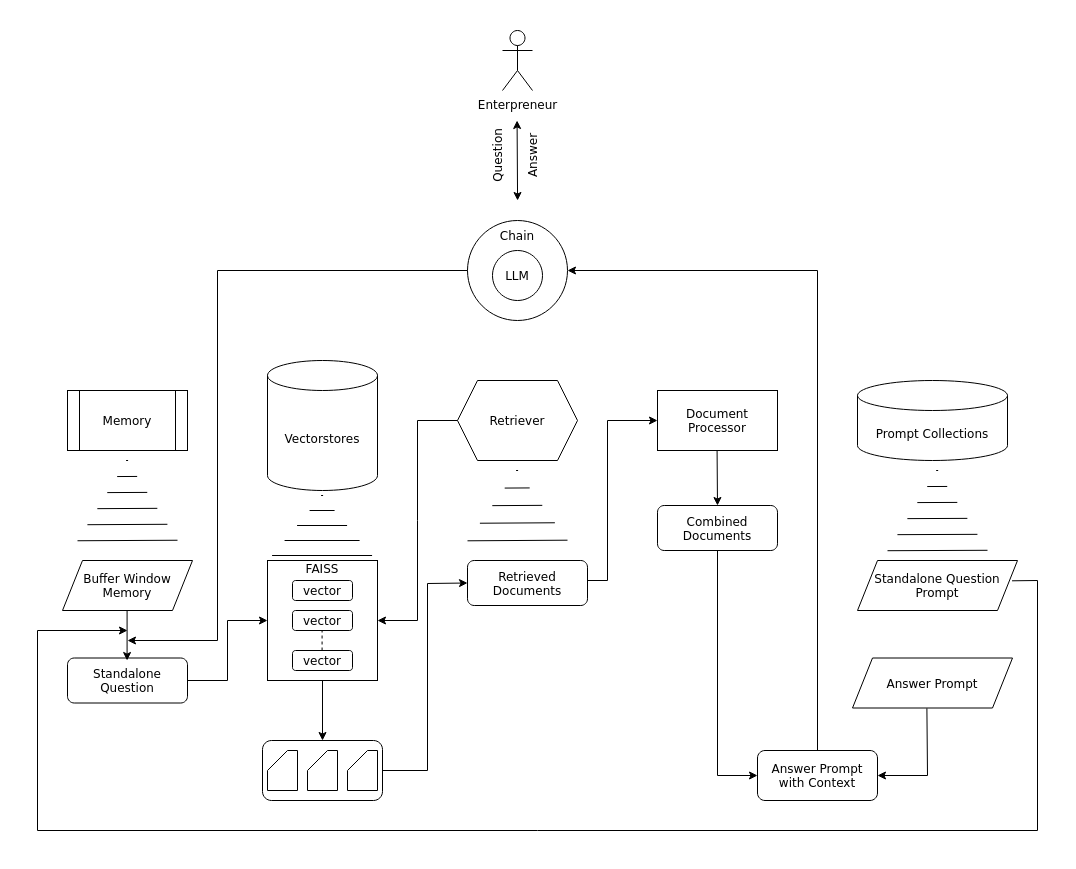 Enterpreneur
Question
Answer
Chain
LLM
Memory
Vectorstores
Retriever
Document
Processor
Prompt Collections
Combined
Documents
Buffer Window
Memory
FAISS
vector
vector
vector
Retrieved
Documents
Standalone Question
Prompt
Standalone
Question
Answer Prompt
Answer Prompt
with Context